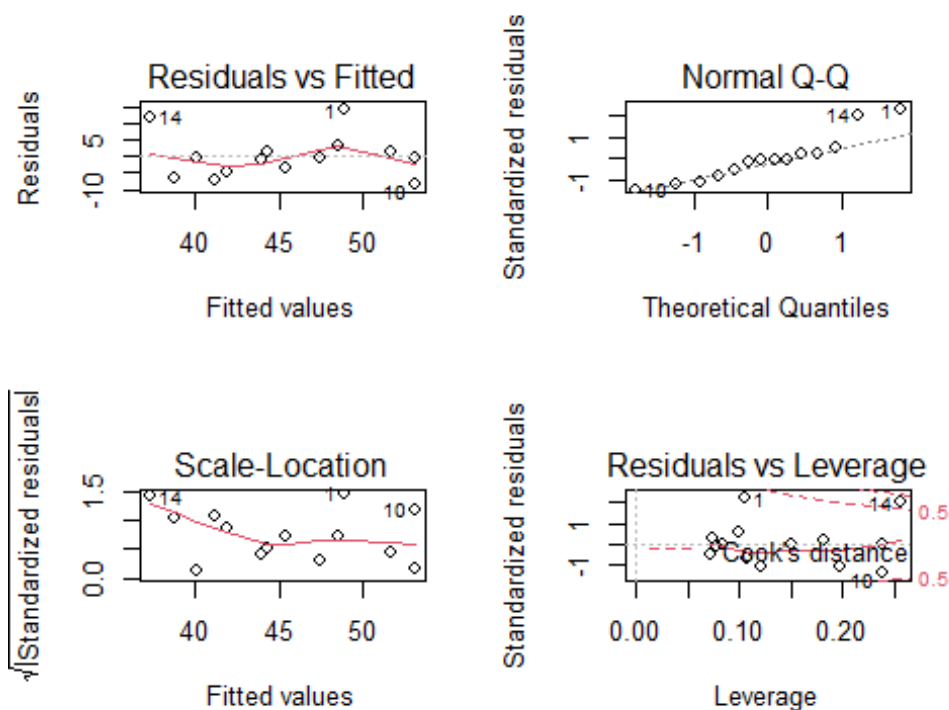 Residuals vs Fitted
Residuals
5
-10
14
1
10
40 45 50
Fitted values
Normal Q-Q
Standardized residuals
1
-1
14
1
10
-1 0 1
Theoretical Quantiles
Scale-Location
√|Standardized residuals|
1.5
0.0
14
1
10
40 45 50
Fitted values
Residuals vs Leverage
Standardized residuals
1
-1
1
14
0.5
Cook's distance
10
0.5
0.00 0.10 0.20
Leverage